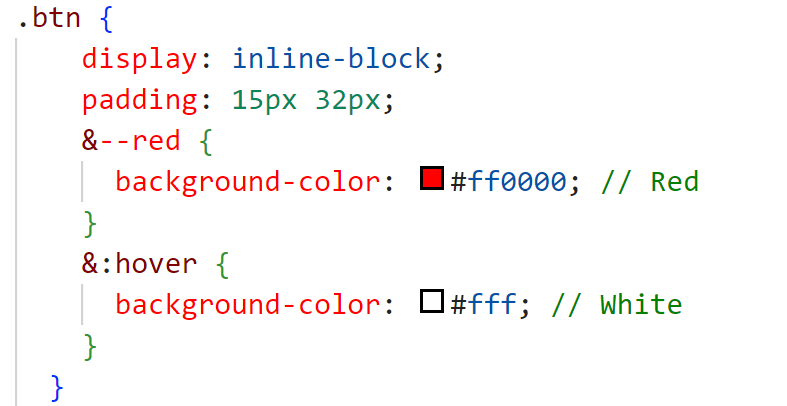 .btn {
display: inline-block;
padding: 15px 32px;
&--red {
background-color: #ff0000; // Red
}
&:hover {
background-color: #fff; // White
}
}